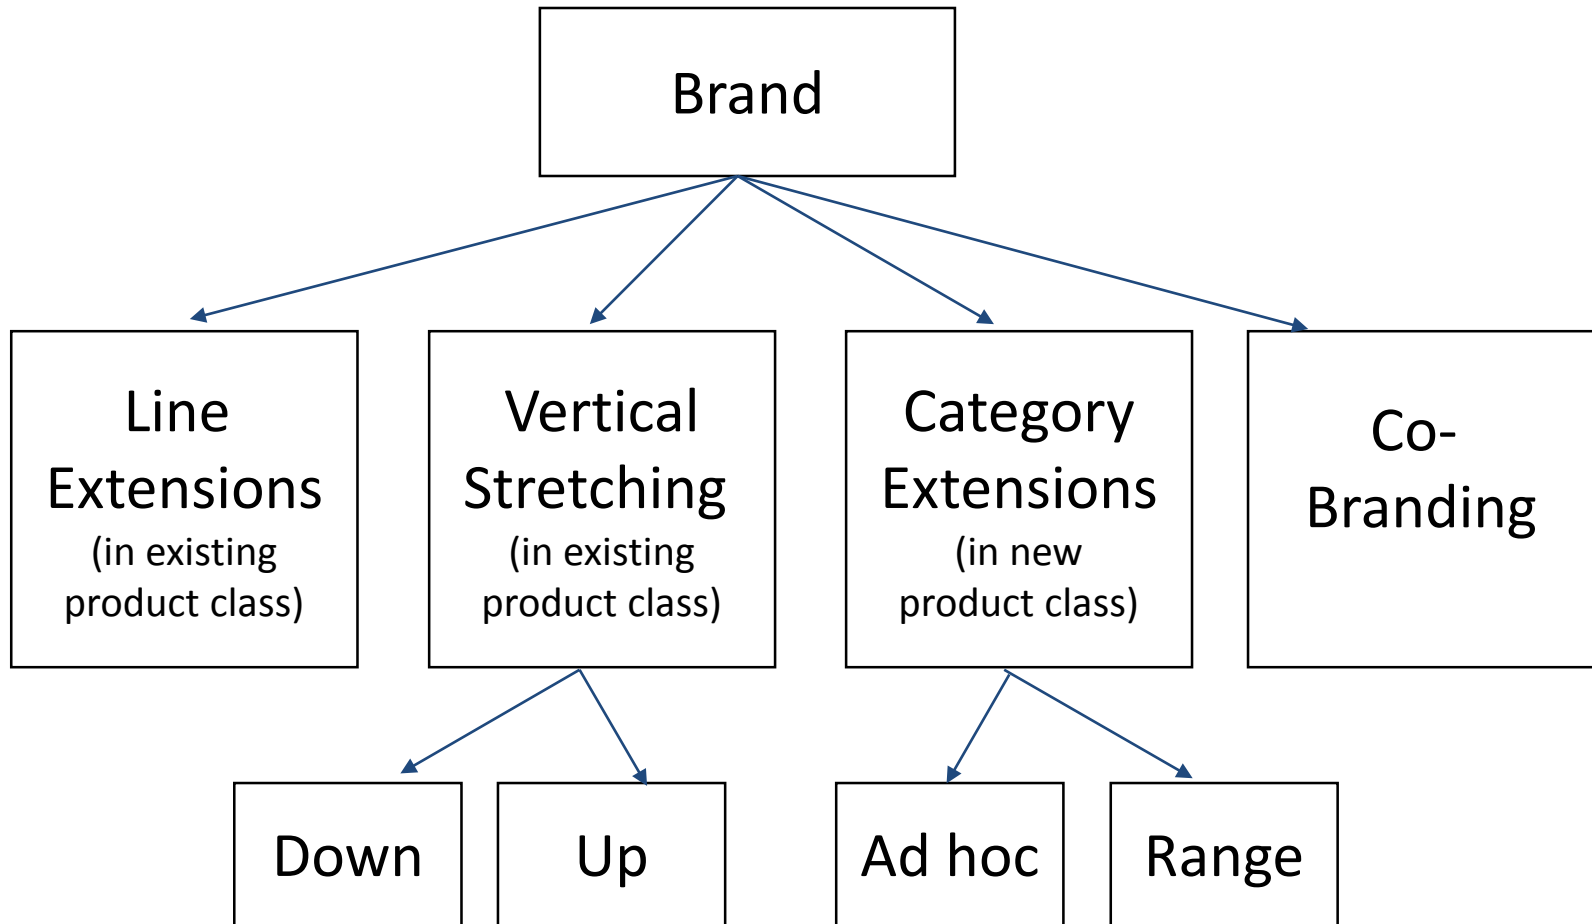 Brand
Line
Extensions
(in existing
product class)
Vertical
Stretching
(in existing
product class)
Category
Extensions
(in new
product class)
Co-
Branding
Down
Up
Ad hoc
Range